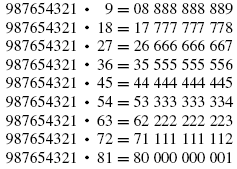 987654321 • 9 = 08 888 888 889
987654321 • 18 = 17 777 777 778
987654321 • 27 = 26 666 666 667
987654321 • 36 = 35 555 555 556
987654321 • 45 = 44 444 444 445
987654321 • 54 = 53 333 333 334
987654321 • 63 = 62 222 222 223
987654321 • 72 = 71 111 111 112
987654321 • 81 = 80 000 000 001